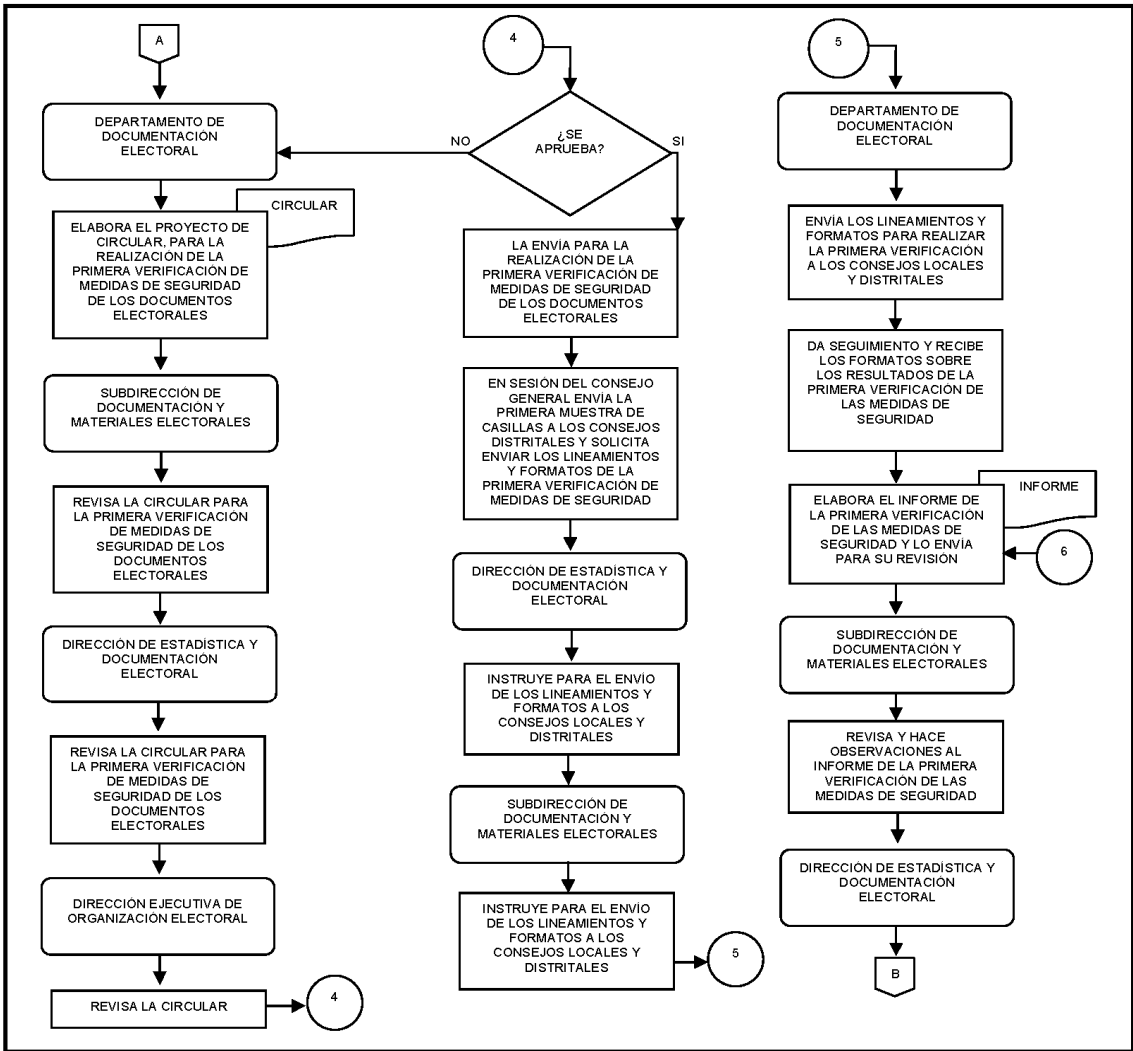 A
DEPARTAMENTO DE
DOCUMENTACIÓN
ELECTORAL
CIRCULAR
ELABORA EL PROYECTO DE
CIRCULAR, PARA LA
REALIZACIÓN DE LA
PRIMERA VERIFICACIÓN DE
MEDIDAS DE SEGURIDAD
DE LOS DOCUMENTOS
ELECTORALES
SUBDIRECCIÓN DE
DOCUMENTACIÓN Y
MATERIALES ELECTORALES
REVISA LA CIRCULAR PARA
LA PRIMERA VERIFICACIÓN
DE MEDIDAS DE
SEGURIDAD DE LOS
DOCUMENTOS
ELECTORALES
DIRECCIÓN DE ESTADÍSTICA Y
DOCUMENTACIÓN
ELECTORAL
REVISA LA CIRCULAR PARA
LA PRIMERA VERIFICACIÓN
DE MEDIDAS DE
SEGURIDAD DE LOS
DOCUMENTOS
ELECTORALES
DIRECCIÓN EJECUTIVA DE
ORGANIZACIÓN ELECTORAL
REVISA LA CIRCULAR
4
4
¿SE
APRUEBA?
NO
SI
LA ENVÍA PARA LA
REALIZACIÓN DE LA
PRIMERA VERIFICACIÓN DE
MEDIDAS DE SEGURIDAD
DE LOS DOCUMENTOS
ELECTORALES
EN SESIÓN DEL CONSEJO
GENERAL ENVÍA LA
PRIMERA MUESTRA DE
CASILLAS A LOS CONSEJOS
DISTRITALES Y SOLICITA
ENVIAR LOS LINEAMIENTOS
Y FORMATOS DE LA
PRIMERA VERIFICACIÓN DE
MEDIDAS DE SEGURIDAD
DIRECCIÓN DE ESTADÍSTICA Y
DOCUMENTACIÓN
ELECTORAL
INSTRUYE PARA EL ENVÍO
DE LOS LINEAMIENTOS Y
FORMATOS A LOS
CONSEJOS LOCALES Y
DISTRITALES
SUBDIRECCIÓN DE
DOCUMENTACIÓN Y
MATERIALES ELECTORALES
INSTRUYE PARA EL ENVÍO
DE LOS LINEAMIENTOS Y
FORMATOS A LOS
CONSEJOS LOCALES Y
DISTRITALES
5
5
DEPARTAMENTO DE
DOCUMENTACIÓN
ELECTORAL
ENVÍA LOS LINEAMIENTOS Y
FORMATOS PARA REALIZAR
LA PRIMERA VERIFICACIÓN
A LOS CONSEJOS LOCALES
Y DISTRITALES
DA SEGUIMIENTO Y RECIBE
LOS FORMATOS SOBRE
LOS RESULTADOS DE LA
PRIMERA VERIFICACIÓN DE
LAS MEDIDAS DE
SEGURIDAD
INFORME
ELABORA EL INFORME DE
LA PRIMERA VERIFICACIÓN
DE LAS MEDIDAS DE
SEGURIDAD Y LO ENVÍA
PARA SU REVISIÓN
6
SUBDIRECCIÓN DE
DOCUMENTACIÓN Y
MATERIALES ELECTORALES
REVISA Y HACE
OBSERVACIONES AL
INFORME DE LA PRIMERA
VERIFICACIÓN DE LAS
MEDIDAS DE SEGURIDAD
DIRECCIÓN DE ESTADÍSTICA Y
DOCUMENTACIÓN
ELECTORAL
B